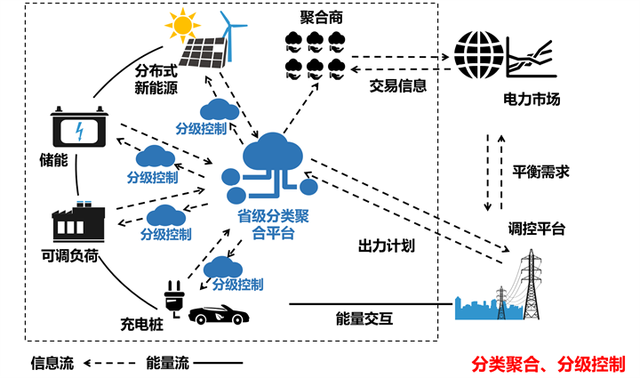 聚合商
分布式
新能源
交易信息
电力市场
分级控制
储能
分级控制
平衡需求
省级分类聚
合平台
分级控制
调控平台
可调负荷
出力计划
分级控制
充电桩
能量交互
信息流
能量流
分类聚合、分级控制